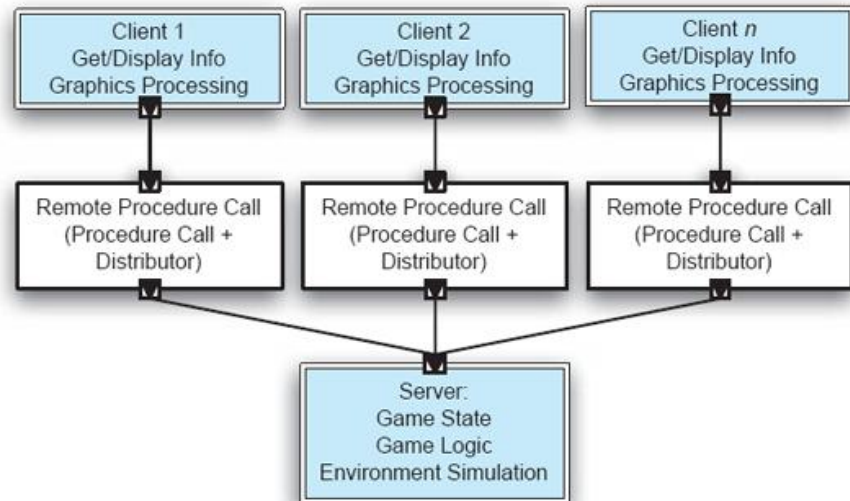 Client 1
Get/Display Info
Graphics Processing
Client 2
Get/Display Info
Graphics Processing
Client n
Get/Display Info
Graphics Processing
Remote Procedure Call
(Procedure Call +
Distributor)
Remote Procedure Call
(Procedure Call +
Distributor)
Remote Procedure Call
(Procedure Call +
Distributor)
Server:
Game State
Game Logic
Environment Simulation